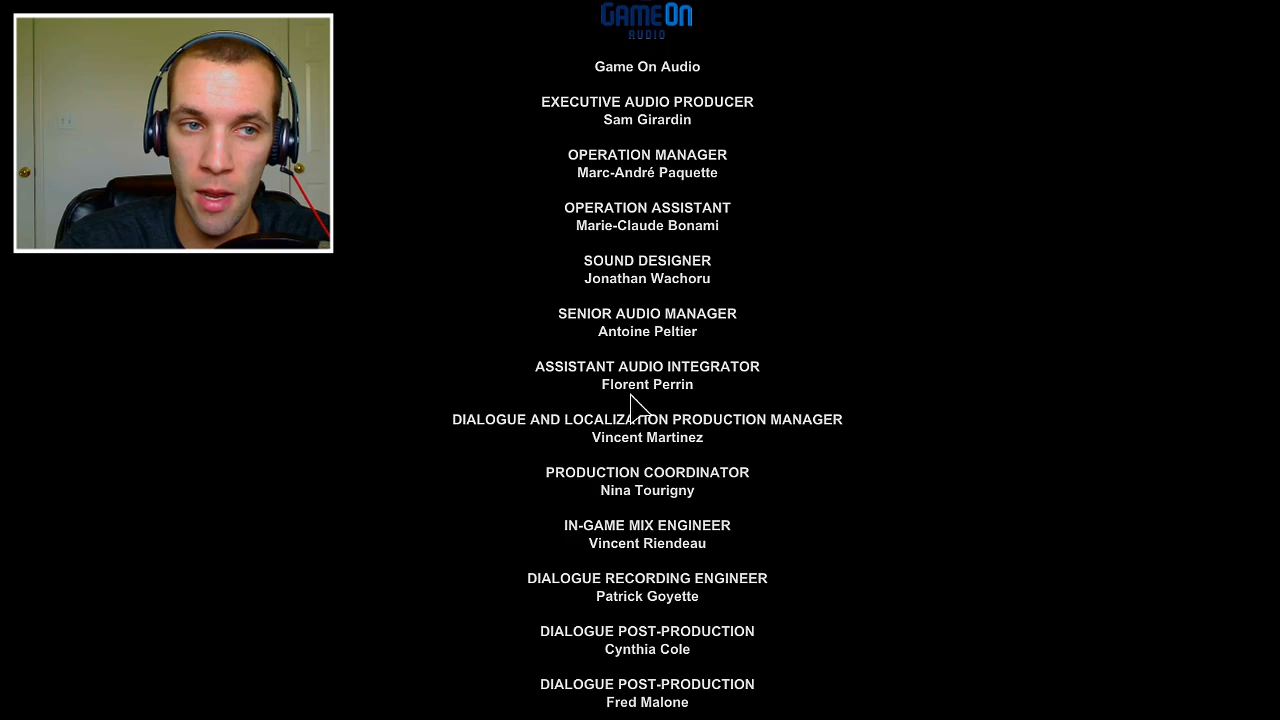 GAMEON
AUDIO
Game On Audio
EXECUTIVE AUDIO PRODUCER
Sam Girardin
OPERATION MANAGER
Marc-André Paquette
OPERATION ASSISTANT
Marie-Claude Bonami
SOUND DESIGNER
Jonathan Wachoru
SENIOR AUDIO MANAGER
Antoine Peltier
ASSISTANT AUDIO INTEGRATOR
Florent Perrin
DIALOGUE AND LOCALIZATION PRODUCTION MANAGER
Vincent Martinez
PRODUCTION COORDINATOR
Nina Tourigny
IN-GAME MIX ENGINEER
Vincent Riendeau
DIALOGUE RECORDING ENGINEER
Patrick Goyette
DIALOGUE POST-PRODUCTION
Cynthia Cole
DIALOGUE POST-PRODUCTION
Fred Malone